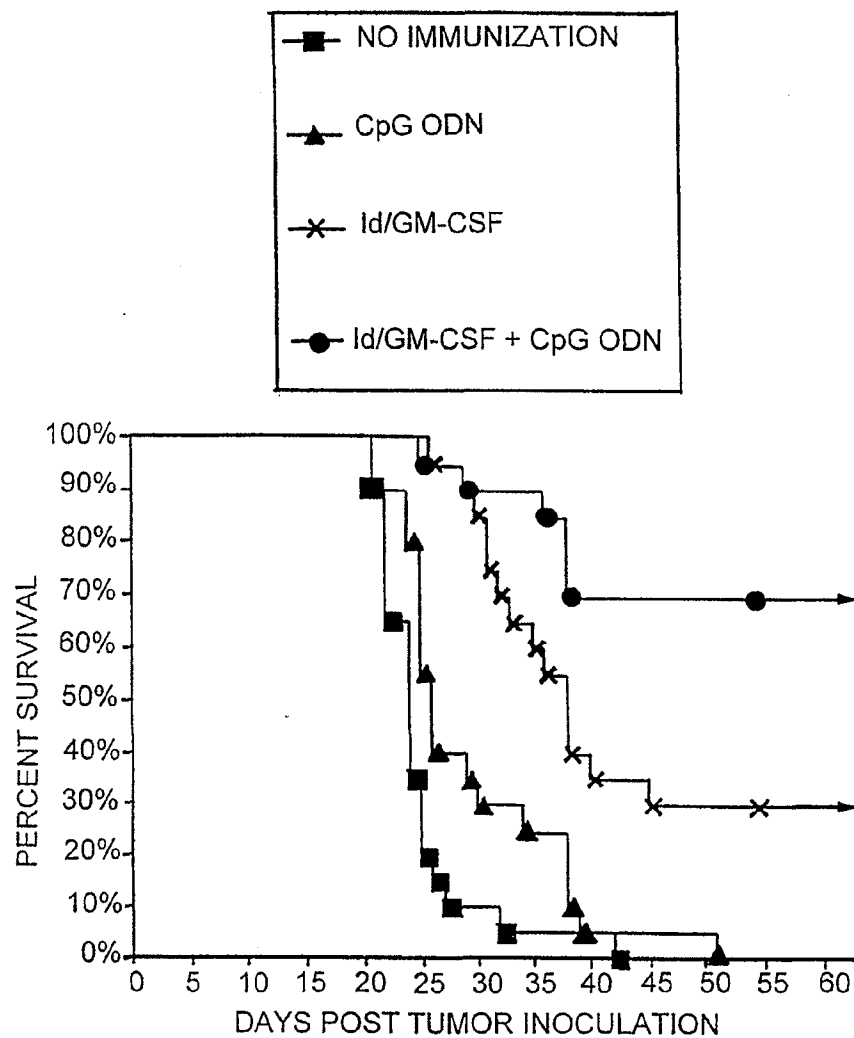 NO IMMUNIZATION
CpG ODN
Id/GM-CSF
Id/GM-CSF + CpG ODN
100%
90%
80%
70%
60%
50%
40%
30%
20%
10%
0%
PERCENT SURVIVAL
0 5 10 15 20 25 30 35 40 45 50 55 60
DAYS POST TUMOR INOCULATION